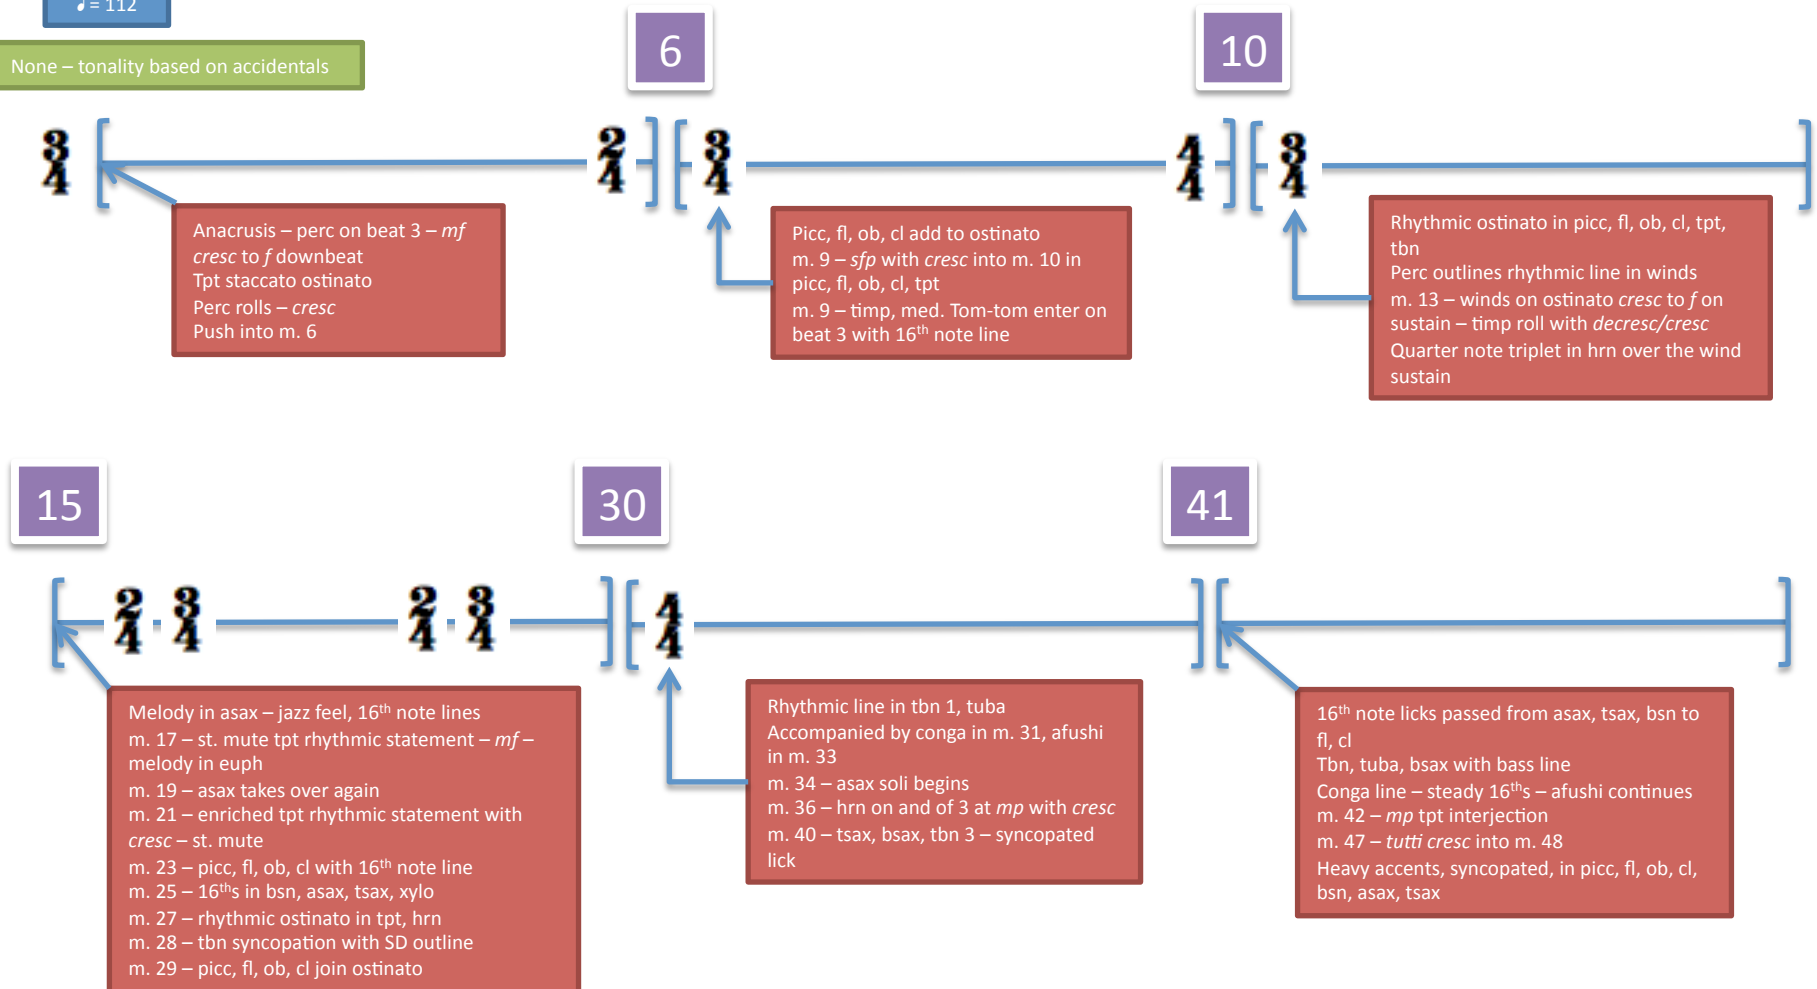 ♩ = 112
None – tonality based on accidentals
6
10
3
4
2
4
3
4
4
4
3
4
Anacrusis – perc on beat 3 – mf
cresc to f downbeat
Tpt staccato ostinato
Perc rolls – cresc
Push into m. 6
Picc, fl, ob, cl add to ostinato
m. 9 – sfp with cresc into m. 10 in
picc, fl, ob, cl, tpt
m. 9 – timp, med. Tom-tom enter on
beat 3 with 16th note line
Rhythmic ostinato in picc, fl, ob, cl, tpt,
tbn
Perc outlines rhythmic line in winds
m. 13 – winds on ostinato cresc to f on
sustain – timp roll with decresc/cresc
Quarter note triplet in hrn over the wind
sustain
15
30
41
2
4
3
4
2
4
3
4
4
4
Melody in asax – jazz feel, 16th note lines
m. 17 – st. mute tpt rhythmic statement – mf –
melody in euph
m. 19 – asax takes over again
m. 21 – enriched tpt rhythmic statement with
cresc – st. mute
m. 23 – picc, fl, ob, cl with 16th note line
m. 25 – 16ths in bsn, asax, tsax, xylo
m. 27 – rhythmic ostinato in tpt, hrn
m. 28 – tbn syncopation with SD outline
m. 29 – picc, fl, ob, cl join ostinato
Rhythmic line in tbn 1, tuba
Accompanied by conga in m. 31, afushi
in m. 33
m. 34 – asax soli begins
m. 36 – hrn on and of 3 at mp with cresc
m. 40 – tsax, bsax, tbn 3 – syncopated
lick
16th note licks passed from asax, tsax, bsn to
fl, cl
Tbn, tuba, bsax with bass line
Conga line – steady 16ths – afushi continues
m. 42 – mp tpt interjection
m. 47 – tutti cresc into m. 48
Heavy accents, syncopated, in picc, fl, ob, cl,
bsn, asax, tsax